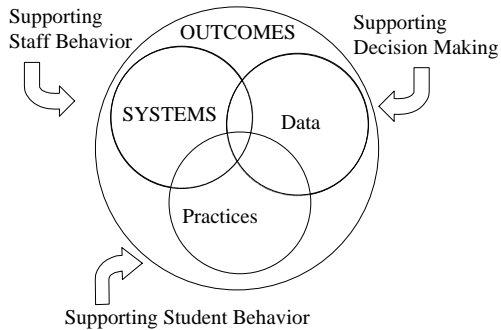 Supporting
Staff Behavior
OUTCOMES
Supporting
Decision Making
SYSTEMS
Data
Practices
Supporting Student Behavior